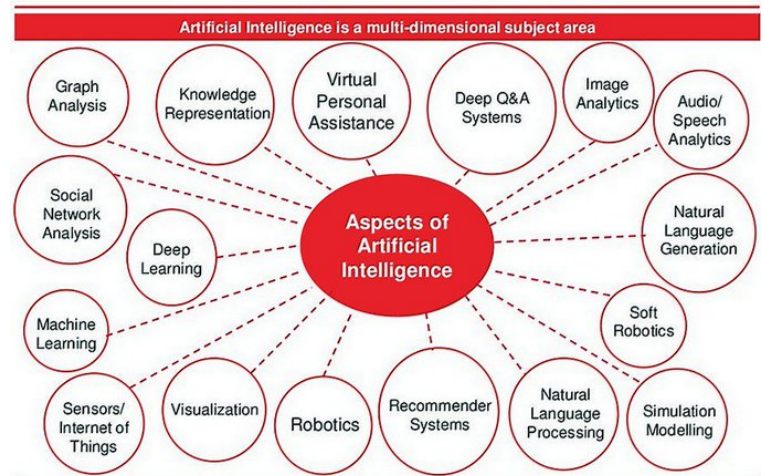 Artificial Intelligence is a multi-dimensional subject area
Graph
Analysis
Knowledge
Representation
Virtual
Personal
Assistance
Deep Q&A
Systems
Image
Analytics
Audio/
Speech
Analytics
Social
Network
Analysis
Deep
Learning
Aspects of
Artificial
Intelligence
Natural
Language
Generation
Machine
Learning
Soft
Robotics
Sensors/
Internet of
Things
Visualization
Robotics
Recommender
Systems
Natural
Language
Processing
Simulation
Modelling